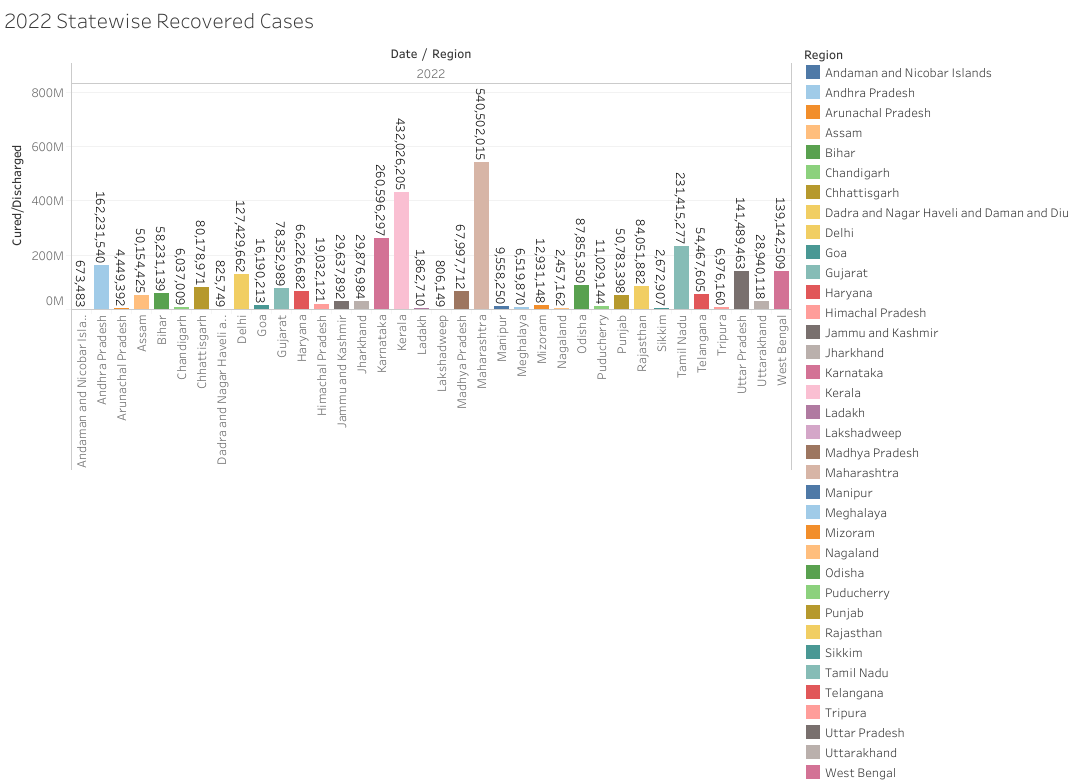 2022 Statewise Recovered Cases
Date / Region
2022
Cured/Discharged
800M
600M
400M
200M
0M
673,483
162,231,540
4,449,392
50,154,425
58,231,139
6,037,009
80,178,971
825,749
127,429,662
16,190,213
78,352,989
66,226,682
19,032,121
29,637,892
29,876,984
260,596,297
432,026,205
1,862,710
806,149
67,997,712
540,502,015
9,558,250
6,519,870
12,931,148
2,457,162
87,855,350
11,029,144
50,783,398
84,051,882
2,672,907
231,415,277
54,467,605
6,976,160
141,489,463
28,940,118
139,142,509
Andaman and Nicobar Isla..
Andhra Pradesh
Arunachal Pradesh
Assam
Bihar
Chandigarh
Chhattisgarh
Dadra and Nagar Haveli a..
Delhi
Goa
Gujarat
Haryana
Himachal Pradesh
Jammu and Kashmir
Jharkhand
Karnataka
Kerala
Ladakh
Lakshadweep
Madhya Pradesh
Maharashtra
Manipur
Meghalaya
Mizoram
Nagaland
Odisha
Puducherry
Punjab
Rajasthan
Sikkim
Tamil Nadu
Telangana
Tripura
Uttar Pradesh
Uttarakhand
West Bengal
Region
Andaman and Nicobar Islands
Andhra Pradesh
Arunachal Pradesh
Assam
Bihar
Chandigarh
Chhattisgarh
Dadra and Nagar Haveli and Daman and Diu
Delhi
Goa
Gujarat
Haryana
Himachal Pradesh
Jammu and Kashmir
Jharkhand
Karnataka
Kerala
Ladakh
Lakshadweep
Madhya Pradesh
Maharashtra
Manipur
Meghalaya
Mizoram
Nagaland
Odisha
Puducherry
Punjab
Rajasthan
Sikkim
Tamil Nadu
Telangana
Tripura
Uttar Pradesh
Uttarakhand
West Bengal